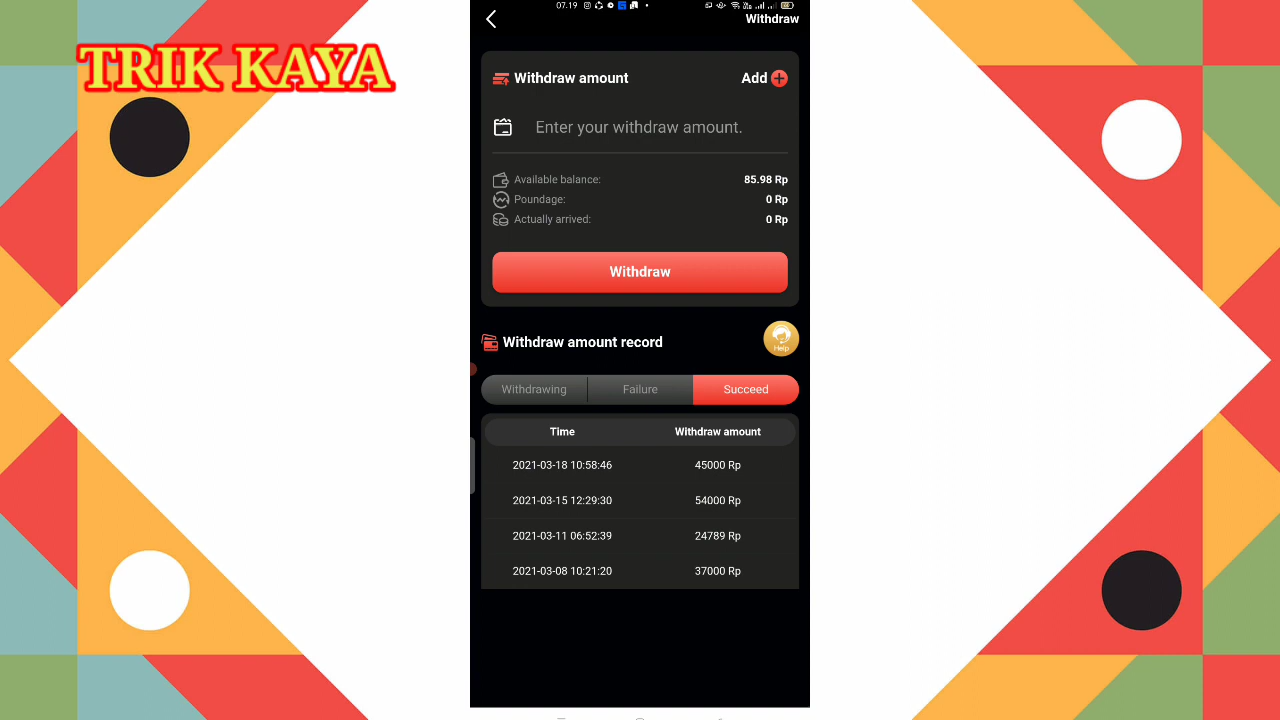 TRIK KAYA
07.19
Withdraw
Withdraw amount
Add
Enter your withdraw amount.
Available balance: 85.98 Rp
Poundage: 0 Rp
Actually arrived: 0 Rp
Withdraw
Withdraw amount record
Help
Withdrawing Failure Succeed
Time Withdraw amount
2021-03-18 10:58:46 45000 Rp
2021-03-15 12:29:30 54000 Rp
2021-03-11 06:52:39 24789 Rp
2021-03-08 10:21:20 37000 Rp